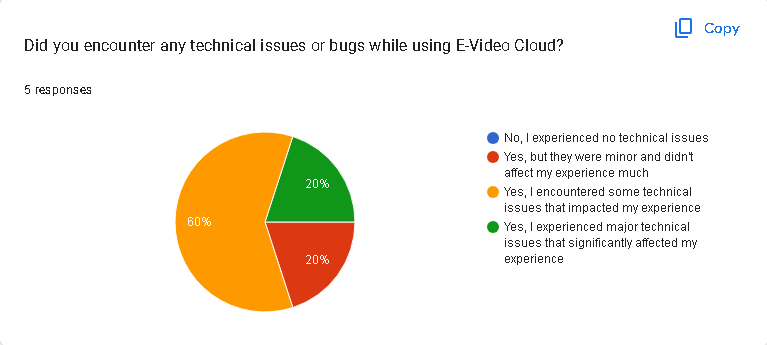 Copy
Did you encounter any technical issues or bugs while using E-Video Cloud?
5 responses
20%
60%
20%
No, I experienced no technical issues
Yes, but they were minor and didn't
affect my experience much
Yes, I encountered some technical
issues that impacted my experience
Yes, I experienced major technical
issues that significantly affected my
experience